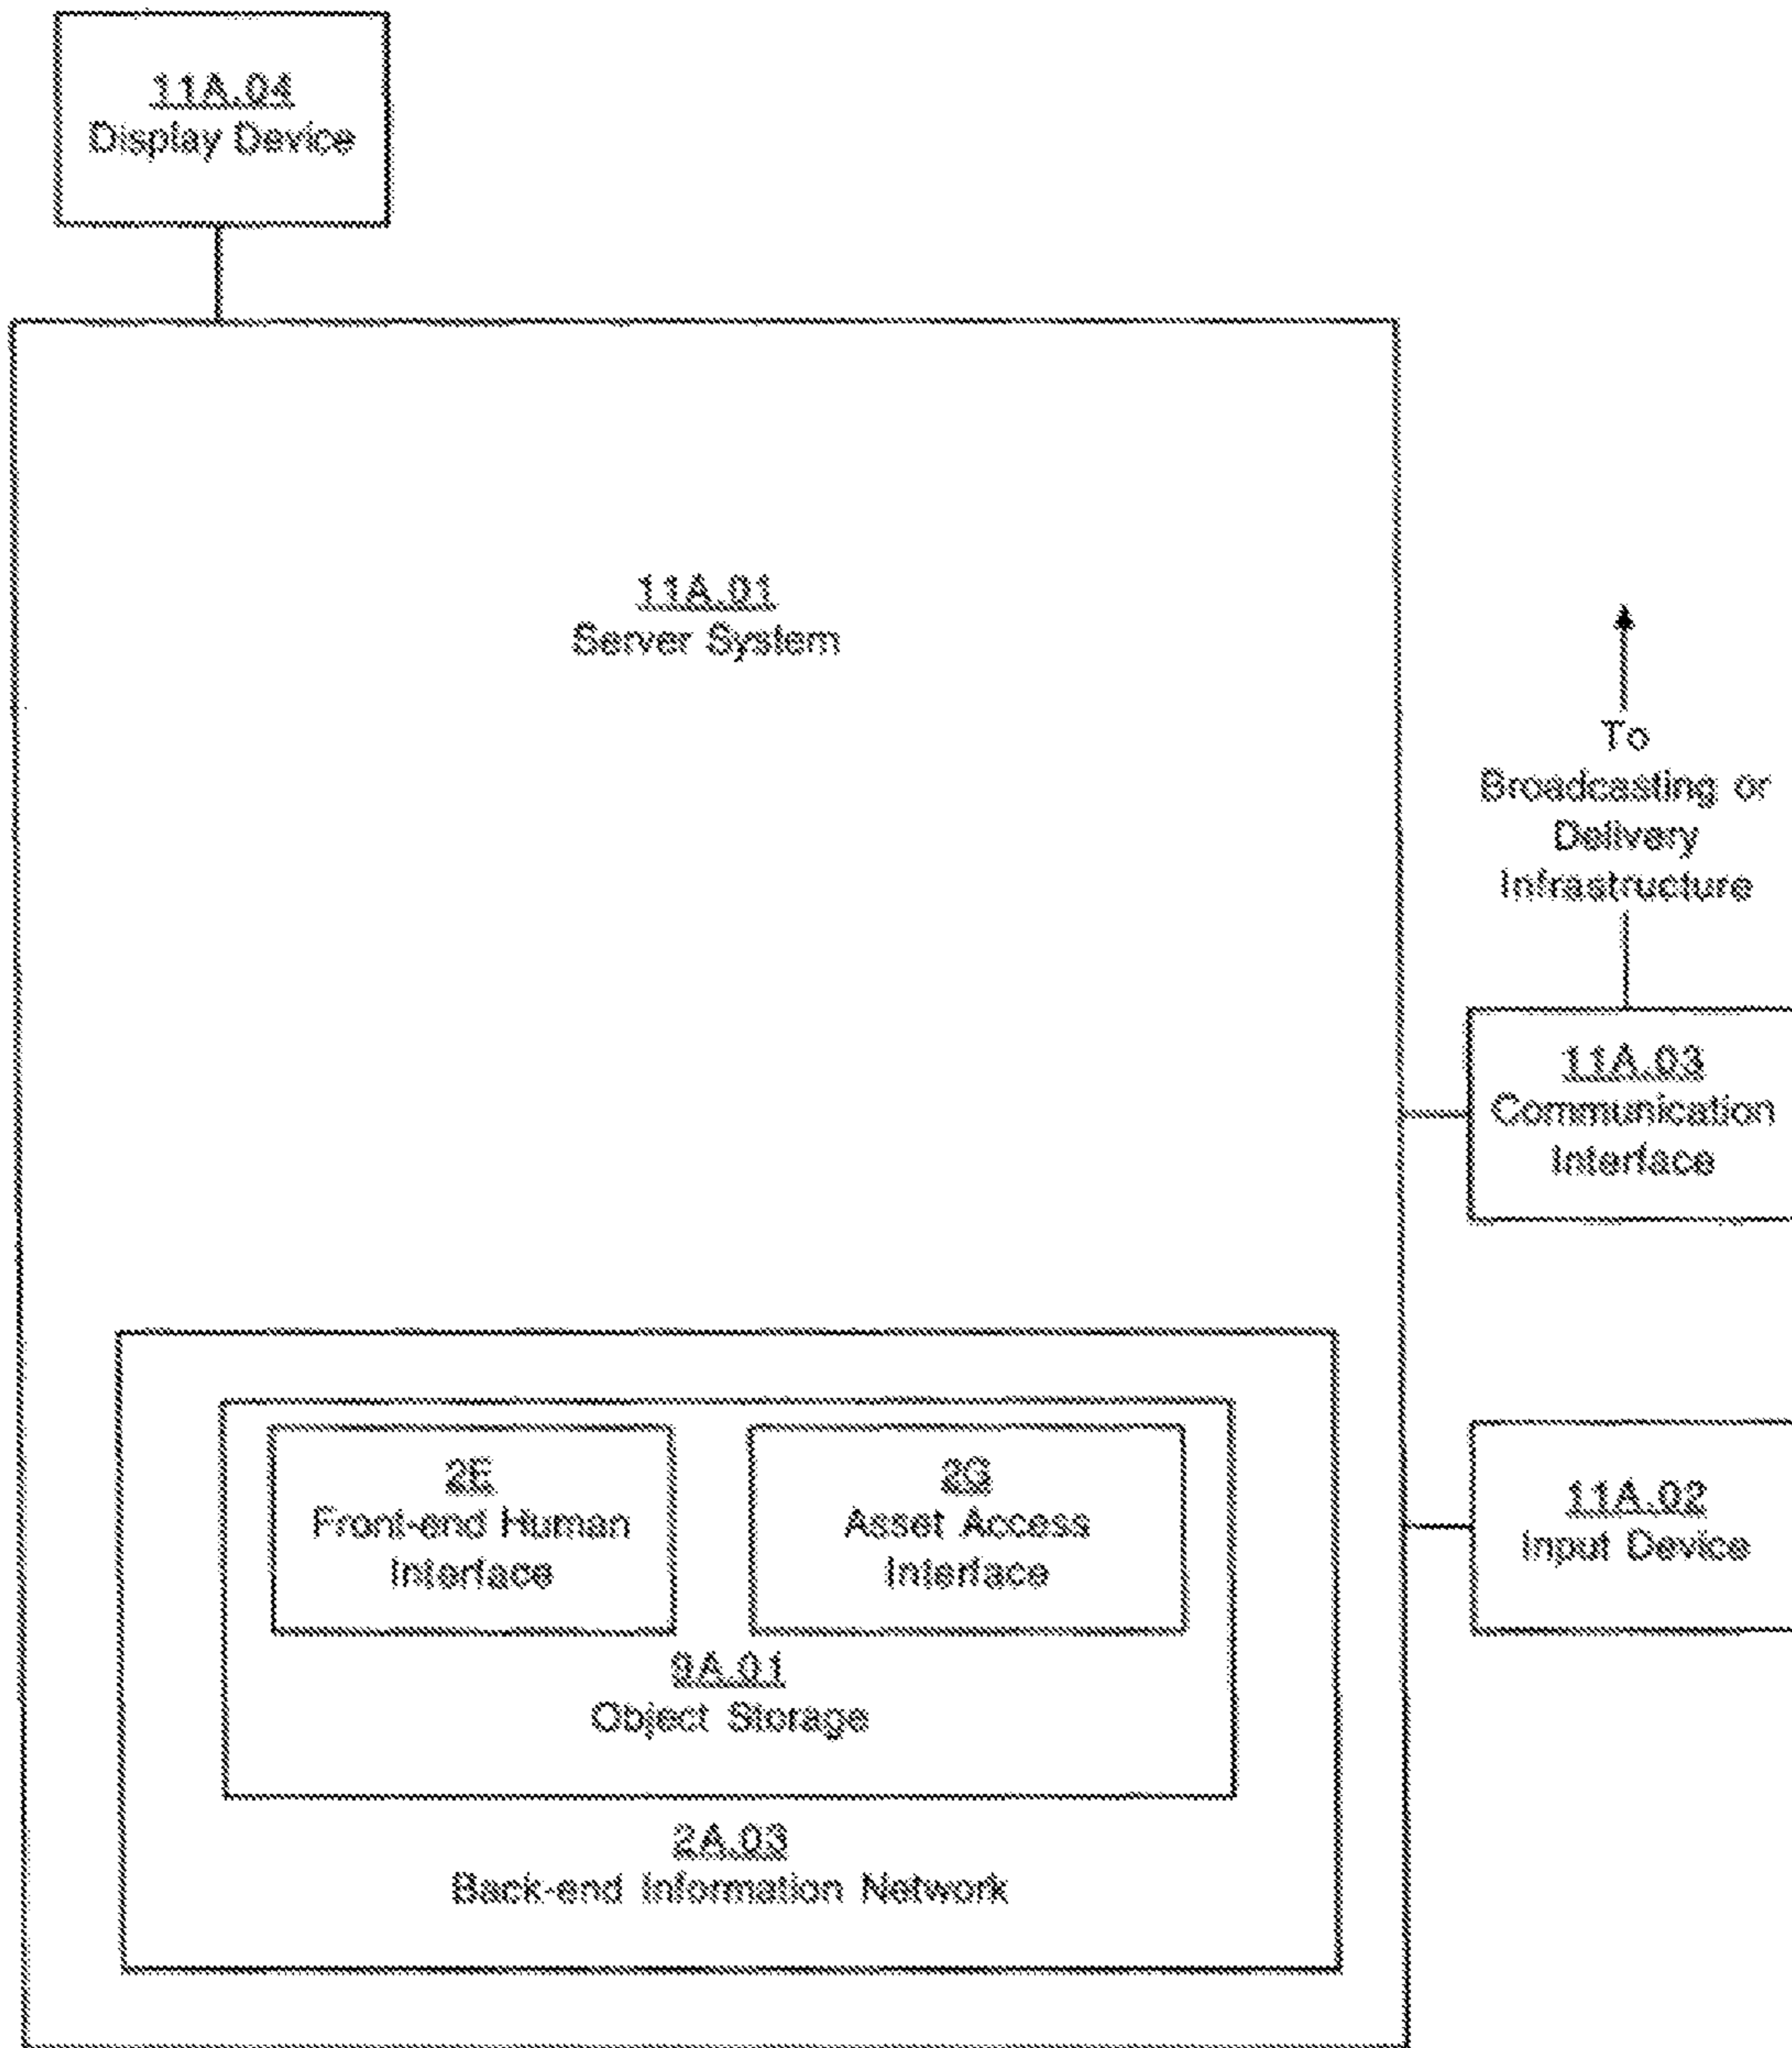 11A.04
Display Device
11A.01
Server System
To
Broadcasting or
Delivery
Infrastructure
11A.03
Communication
Interface
2E
Front-end Human
Interface
2G
Asset Access
Interface
11A.02
Input Device
9A.01
Object Storage
2A.03
Back-end Information Network